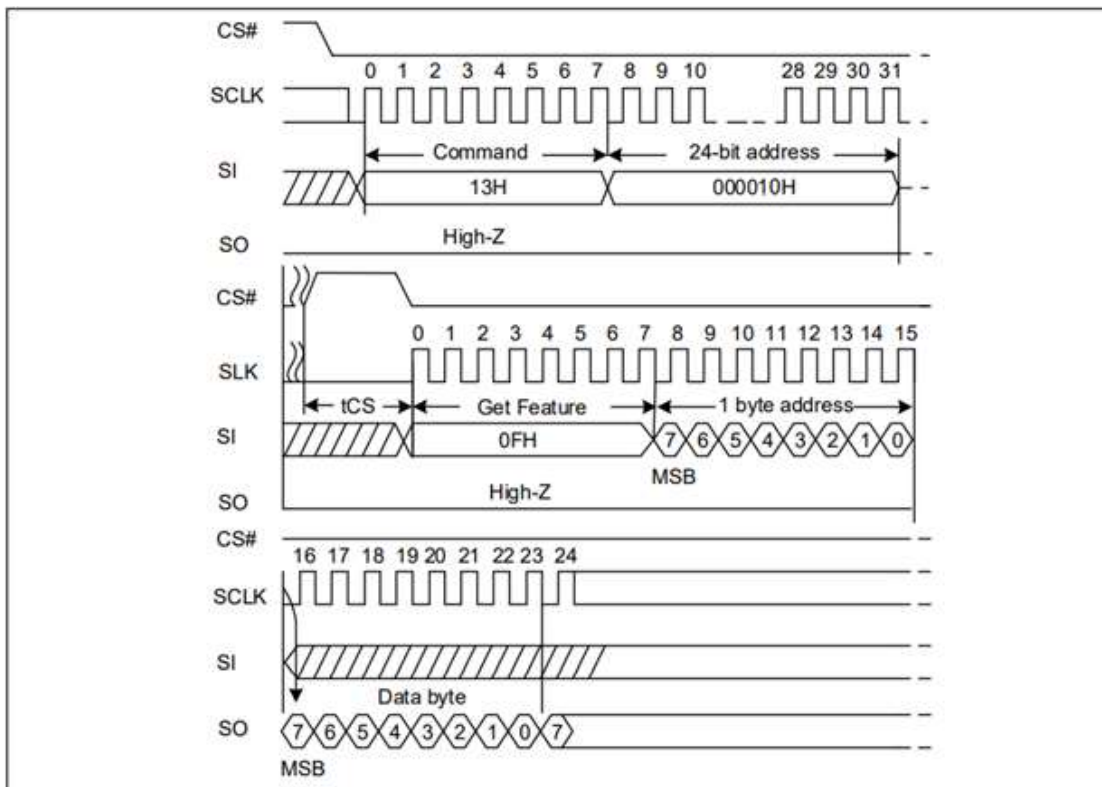 CS#
0 1 2 3 4 5 6 7 8 9 10 28 29 30 31
SCLK
Command 24-bit address
SI
13H 000010H
High-Z
SO
CS#
0 1 2 3 4 5 6 7 8 9 10 11 12 13 14 15
SLK
tCS Get Feature 1 byte address
SI
0FH 7 6 5 4 3 2 1 0
MSB
High-Z
SO
CS#
16 17 18 19 20 21 22 23 24
SCLK
SI
Data byte
SO
7 6 5 4 3 2 1 0 7
MSB